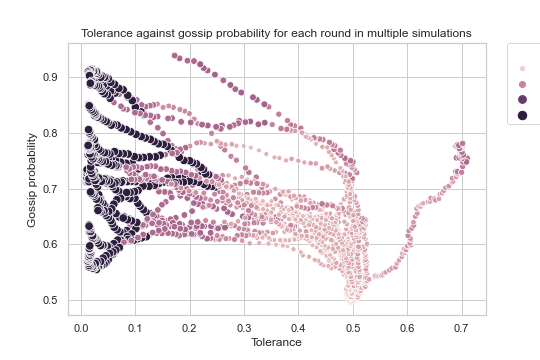 Tolerance against gossip probability for each round in multiple simulations
Gossip probability
0.9
0.8
0.7
0.6
0.5
0.0 0.1 0.2 0.3 0.4 0.5 0.6 0.7
Tolerance